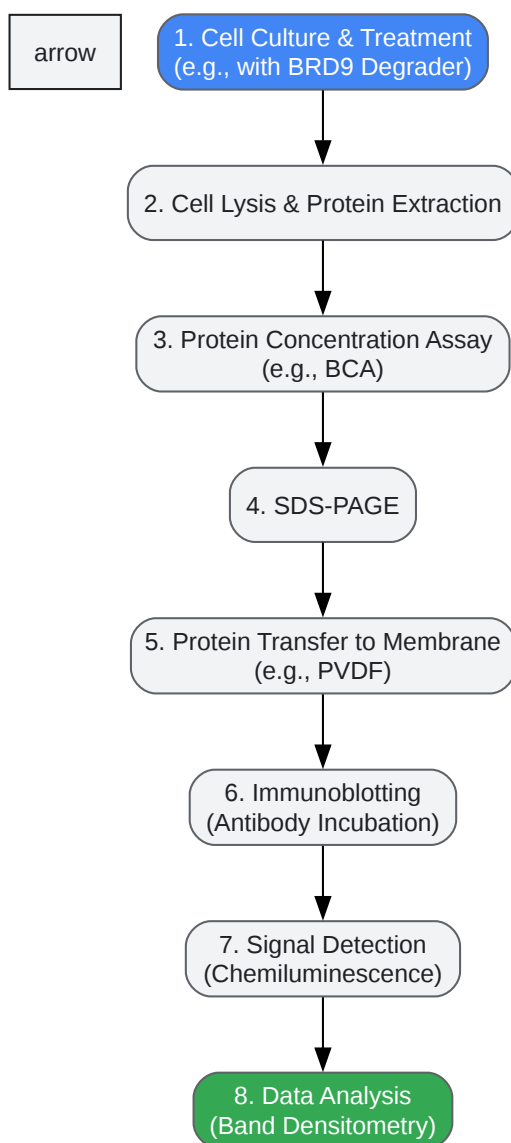 arrow
1. Cell Culture & Treatment
(e.g., with BRD9 Degrader)
2. Cell Lysis & Protein Extraction
3. Protein Concentration Assay
(e.g., BCA)
4. SDS-PAGE
5. Protein Transfer to Membrane
(e.g., PVDF)
6. Immunoblotting
(Antibody Incubation)
7. Signal Detection
(Chemiluminescence)
8. Data Analysis
(Band Densitometry)